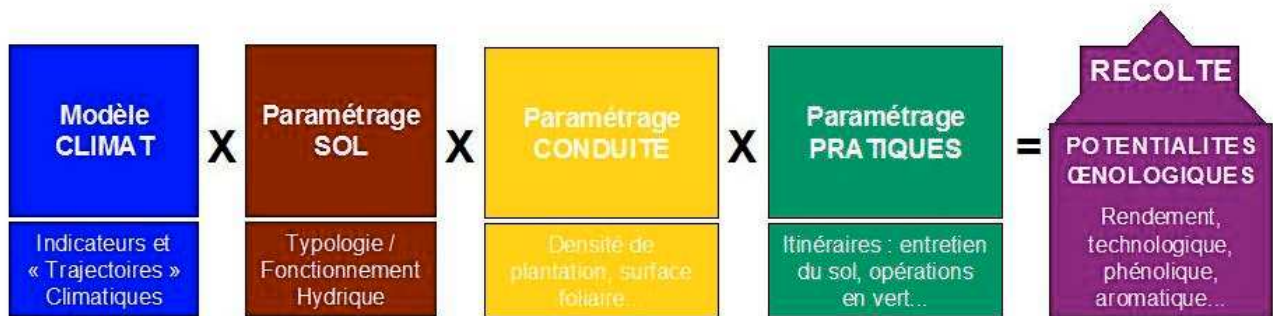 Modèle
CLIMAT
X
Paramétrage
SOL
X
Paramétrage
CONDUITE
X
Paramétrage
PRATIQUES
=
RECOLTE
POTENTIALITES
ŒNOLOGIQUES
Indicateurs et
« Trajectoires »
Climatiques
Typologie /
Fonctionnement
Hydrique
Densité de
plantation, surface
foliaire...
Itinéraires : entretien
du sol, opérations
en vert...
Rendement,
technologique,
phénolique,
aromatique...